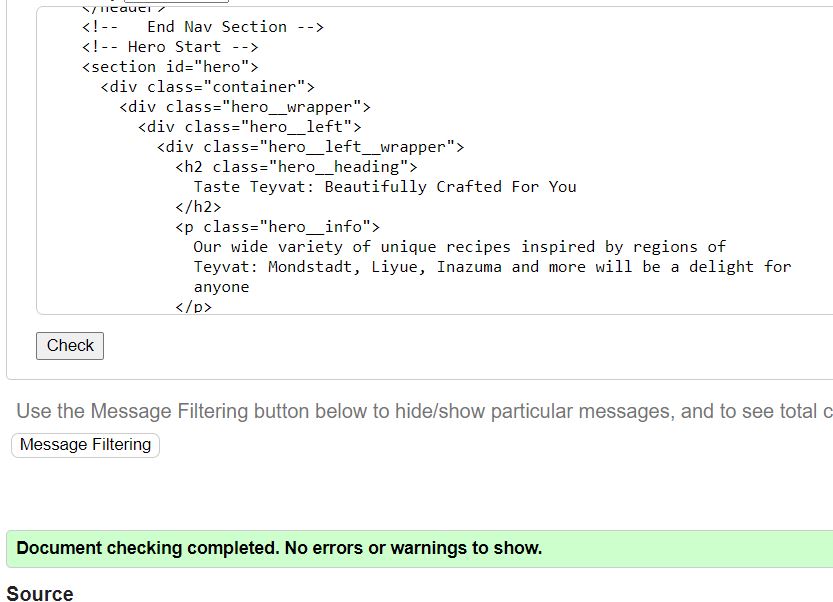 </header>
<!--   End Nav Section -->
<!-- Hero Start -->
<section id="hero">
<div class="container">
<div class="hero__wrapper">
<div class="hero__left">
<div class="hero__left__wrapper">
<h2 class="hero__heading">
Taste Teyvat: Beautifully Crafted For You
</h2>
<p class="hero__info">
Our wide variety of unique recipes inspired by regions of
Teyvat: Mondstadt, Liyue, Inazuma and more will be a delight for
anyone
</p>
Check
Use the Message Filtering button below to hide/show particular messages, and to see total
Message Filtering
Document checking completed. No errors or warnings to show.
Source